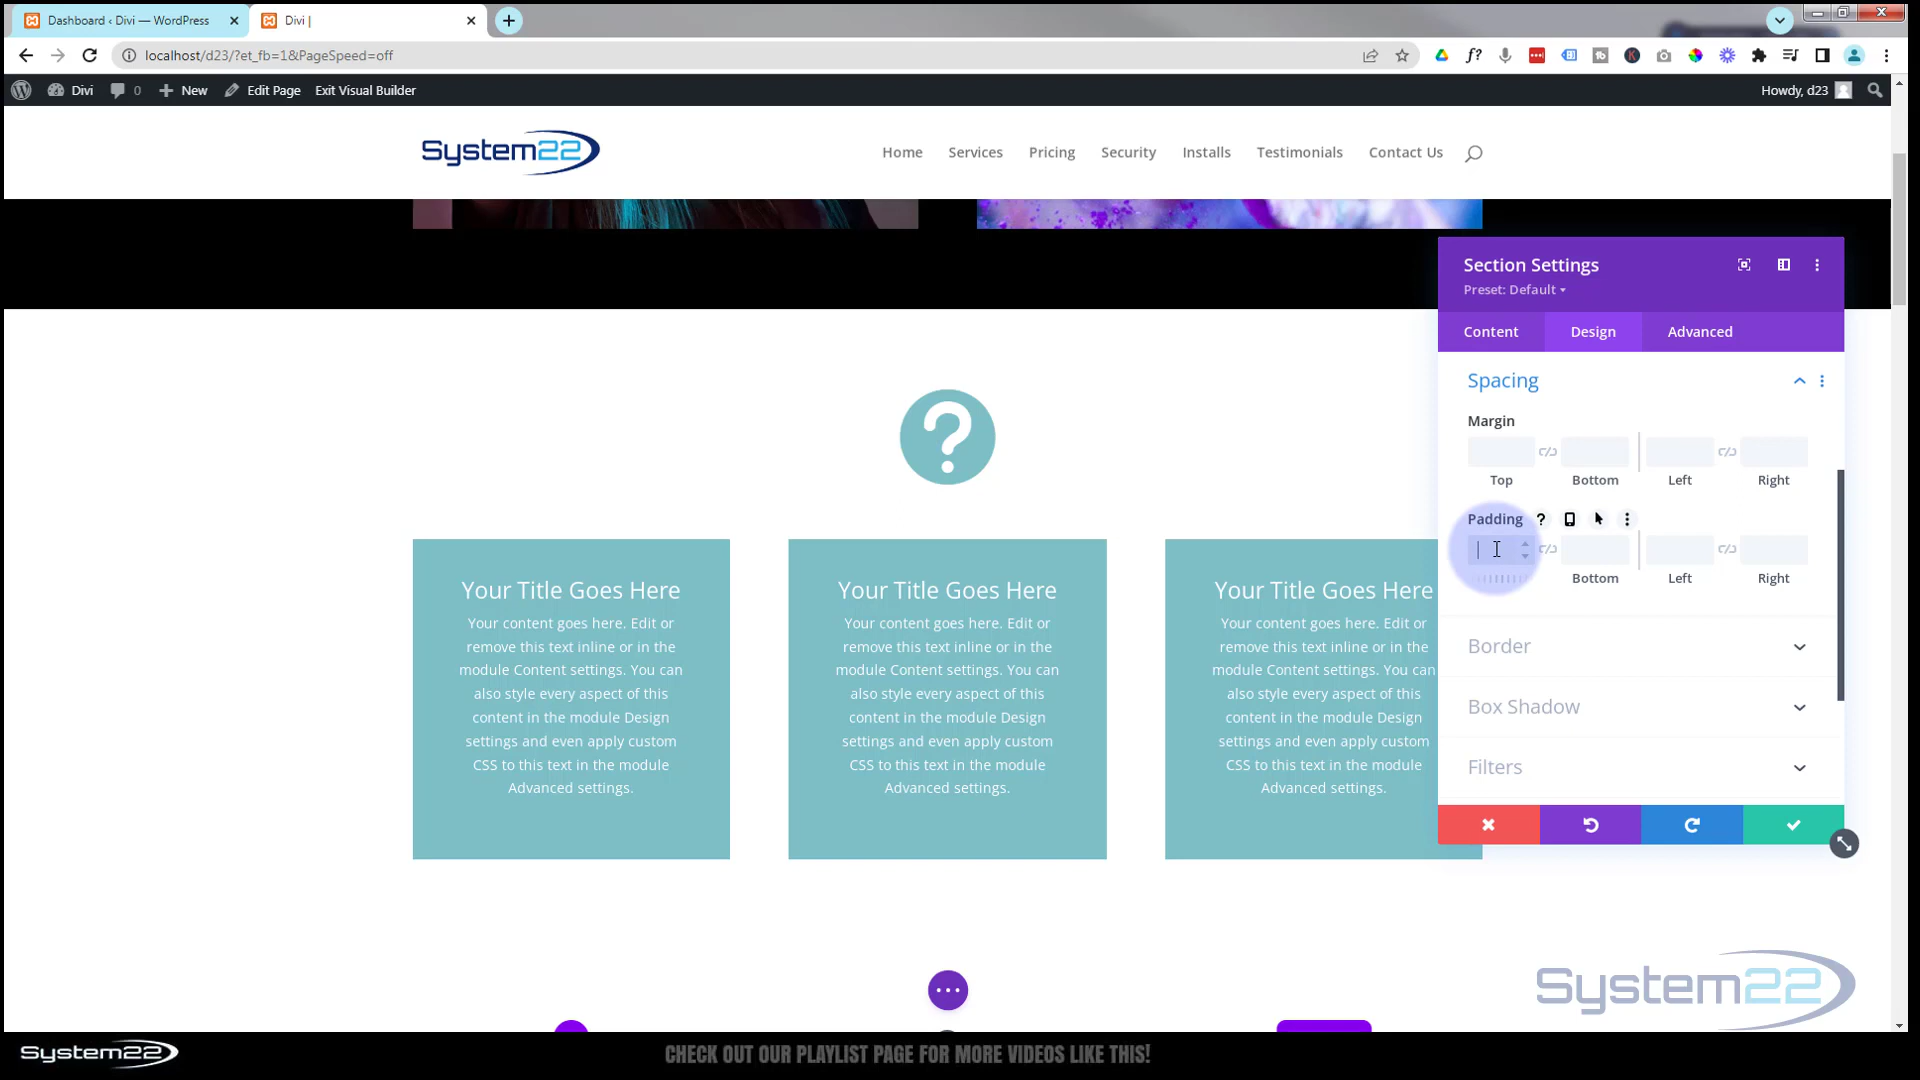 Dashboard ‹ Divi — WordPress
Divi |
localhost/d23/?et_fb=1&PageSpeed=off
Divi
0
New
Edit Page
Exit Visual Builder
Howdy, d23
System22
Home
Services
Pricing
Security
Installs
Testimonials
Contact Us
?
Your Title Goes Here
Your content goes here. Edit or
remove this text inline or in the
module Content settings. You can
also style every aspect of this
content in the module Design
settings and even apply custom
CSS to this text in the module
Advanced settings.
Your Title Goes Here
Your content goes here. Edit or
remove this text inline or in the
module Content settings. You can
also style every aspect of this
content in the module Design
settings and even apply custom
CSS to this text in the module
Advanced settings.
Your Title Goes Here
Your content goes here. Edit or
remove this text inline or in the
module Content settings. You can
also style every aspect of this
content in the module Design
settings and even apply custom
CSS to this text in the module
Advanced settings.
Section Settings
Preset: Default
Content
Design
Advanced
Spacing
Margin
Top
Bottom
Left
Right
Padding
?
Bottom
Left
Right
Border
Box Shadow
Filters
System22
System22
CHECK OUT OUR PLAYLIST PAGE FOR MORE VIDEOS LIKE THIS!